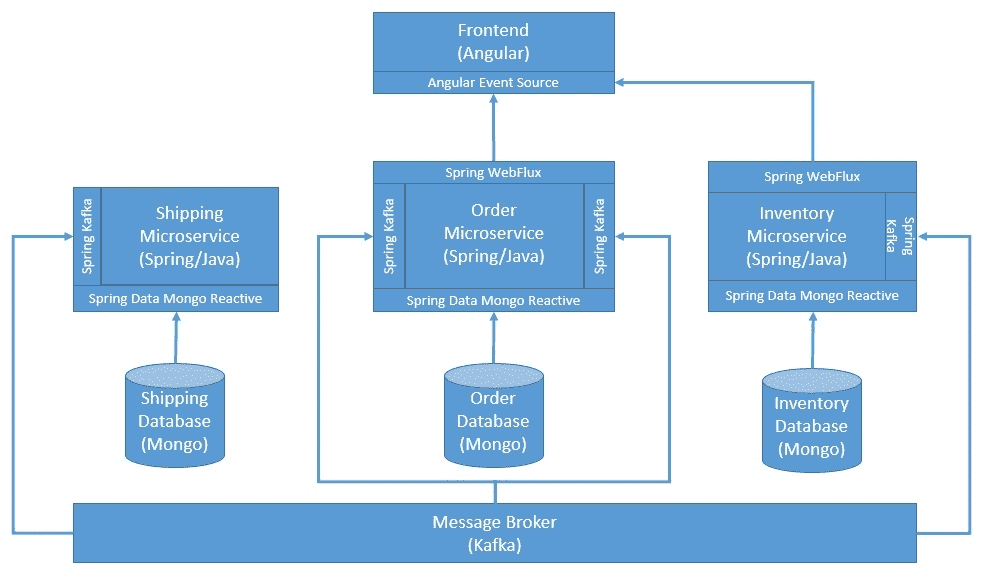 Frontend
(Angular)
Angular Event Source
Spring Kafka
Shipping
Microservice
(Spring/Java)
Spring Data Mongo Reactive
Spring WebFlux
Spring Kafka
Order
Microservice
(Spring/Java)
Spring Kafka
Spring Data Mongo Reactive
Spring WebFlux
Inventory
Microservice
(Spring/Java)
Spring
Kafka
Spring Data Mongo Reactive
Shipping
Database
(Mongo)
Order
Database
(Mongo)
Inventory
Database
(Mongo)
Message Broker
(Kafka)